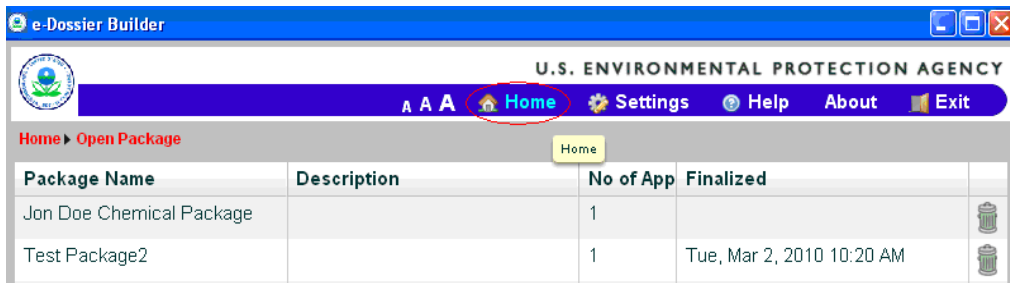 e-Dossier Builder
U.S. ENVIRONMENTAL PROTECTION AGENCY
A A A Home Settings Help About Exit
Home Open Package
Home
Package Name Description No of App Finalized
Jon Doe Chemical Package 1
Test Package2 1 Tue, Mar 2, 2010 10:20 AM